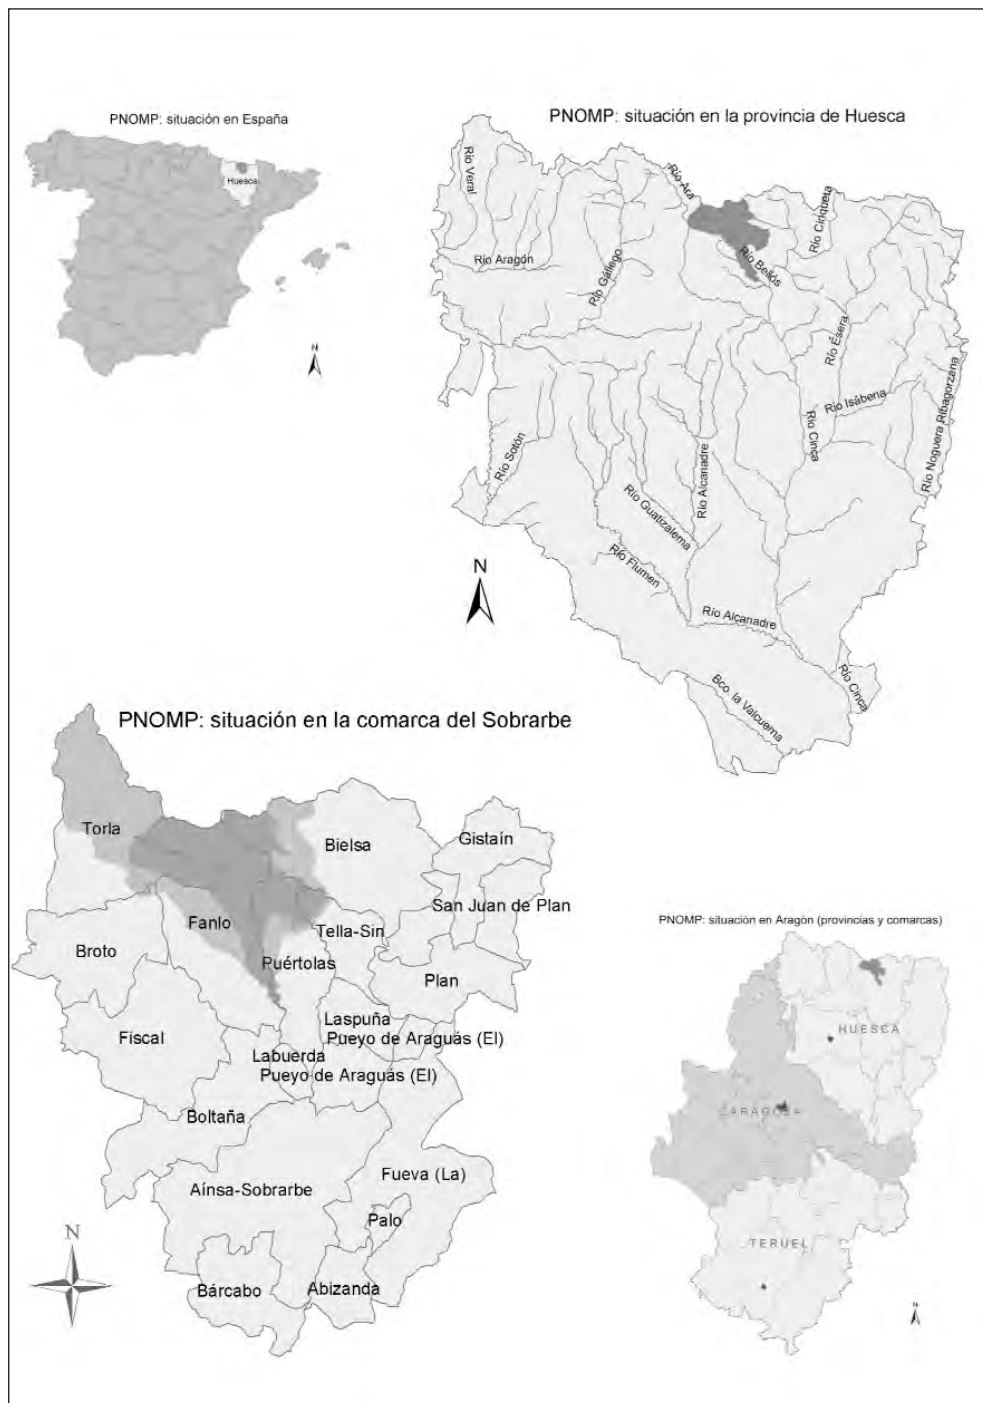 PNOMP: situación en España
Huesca
N
PNOMP: situación en la provincia de Huesca
Río Veral
Río Ara
Río Cinqueta
Río Aragón
Río Gállego
Río Bellós
Río Ésera
Río Isábena
Río Noguera Ribagorzana
Río Cinca
Río Sotón
Río Alcanadre
Río Guatizalema
Río Flumen
N
Río Alcanadre
Río Cinca
Bco. la Valcuerna
PNOMP: situación en la comarca del Sobrarbe
Torla
Bielsa
Gistaín
San Juan de Plan
Fanlo
Tella-Sin
Broto
Puértolas
Plan
Laspuña
Fiscal
Pueyo de Araguás (El)
Labuerda
Pueyo de Araguás (El)
Boltaña
Fueva (La)
Aínsa-Sobrarbe
Palo
N
Bárcabo
Abizanda
PNOMP: situación en Aragón (provincias y comarcas)
HUESCA
ZARAGOZA
TERUEL
N